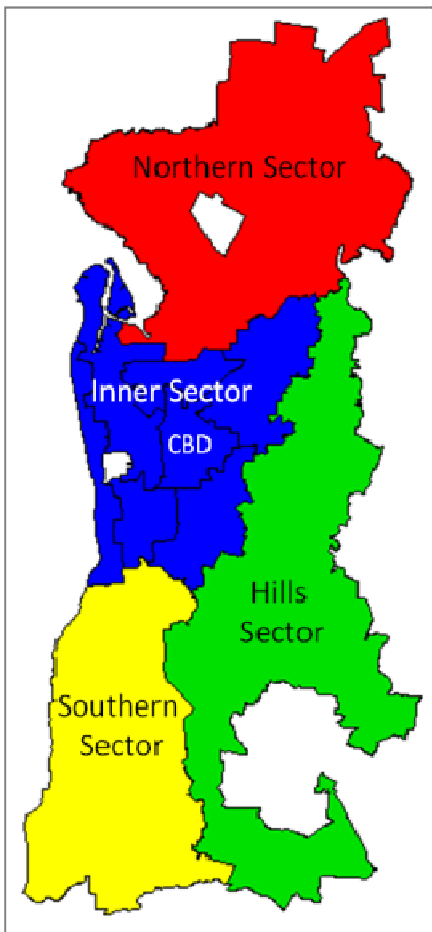 Northern Sector
Inner Sector
CBD
Hills
Sector
Southern
Sector